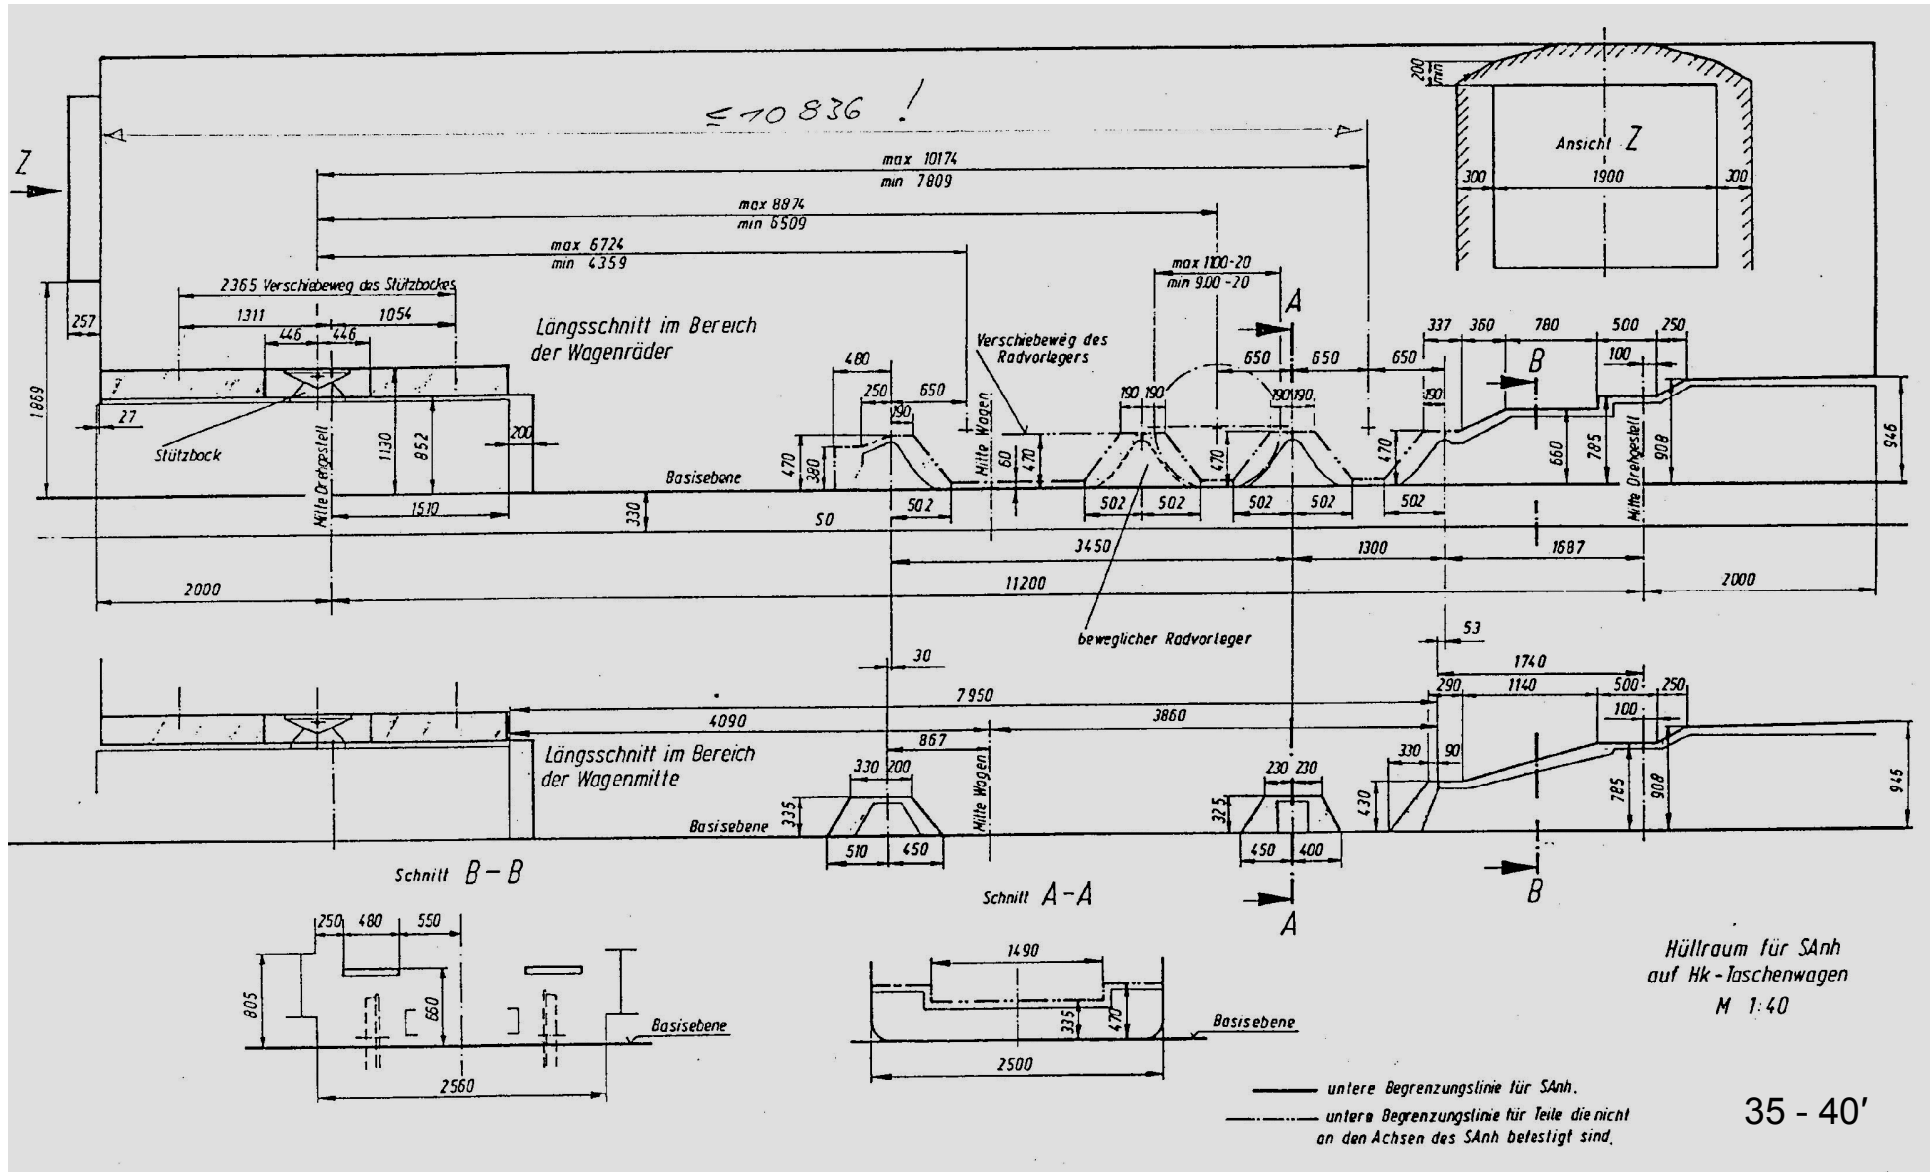 ≤ 10 836 !
200
min
Z
max 10174
min 7809
Ansicht Z
300
1900
300
max 8874
min 6509
max 6724
min 4359
max 1100-20
min 900-20
2365 Verschiebeweg des Stützbockes
1311
1054
257
446
446
Längsschnitt im Bereich
der Wagenräder
Verschiebeweg des
Radvorlegers
A
337
360
780
500
250
480
650
650
650
100
B
250
650
190
190
190
190
190
190
1869
27
Stützbock
Mitte Drehgestell
1130
862
200
470
380
Mitte Wagen
60
470
470
470
660
785
908
Mitte Drehgestell
946
Basisebene
1510
330
SO
502
502
502
502
502
502
3450
1300
1687
2000
11200
2000
beweglicher Radvorleger
53
30
1740
7950
290
1140
500
250
4090
3860
100
Längsschnitt im Bereich
der Wagenmitte
867
330
200
Mitte Wagen
230
230
330
90
335
325
430
785
908
946
Basisebene
510
450
450
400
Schnitt B-B
Schnitt A-A
A
B
250
480
550
1490
Hüllraum für SAnh
auf Hk-Taschenwagen
M 1:40
805
660
Basisebene
335
470
Basisebene
2560
2500
untere Begrenzungslinie für SAnh.
untere Begrenzungslinie für Teile die nicht
an den Achsen des SAnh befestigt sind.
35 - 40'